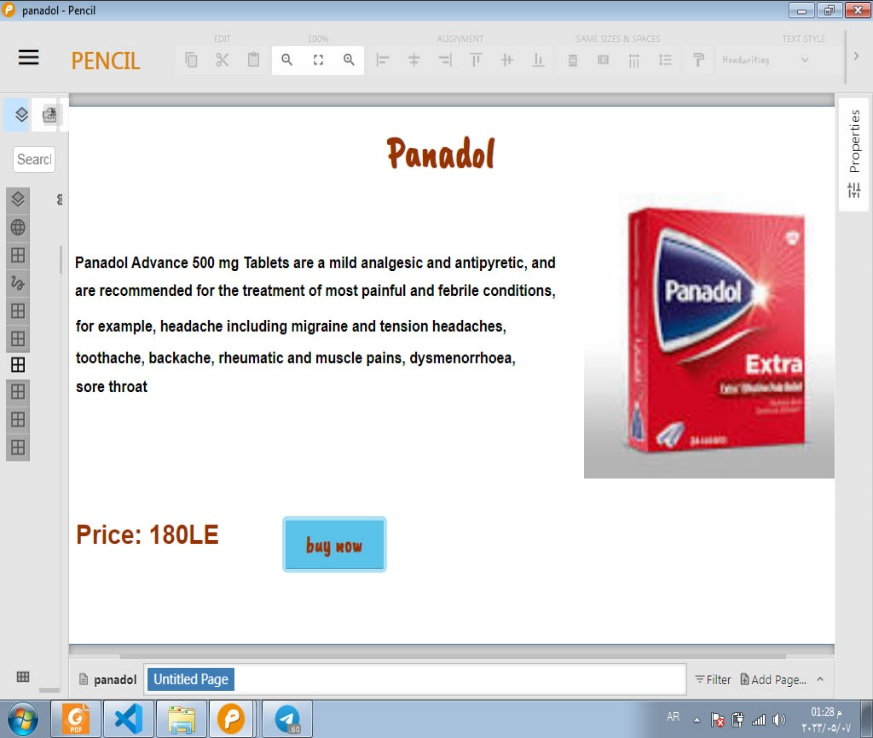 panadol - Pencil
PENCIL
EDIT
100%
ALIGNMENT
SAME SIZES & SPACES
TEXT STYLE
Handwriting
Properties
Searcl
Panadol
Panadol Advance 500 mg Tablets are a mild analgesic and antipyretic, and
are recommended for the treatment of most painful and febrile conditions,
for example, headache including migraine and tension headaches,
toothache, backache, rheumatic and muscle pains, dysmenorrhoea,
sore throat
Panadol
Extra
Price: 180LE
buy now
panadol
Untitled Page
Filter
Add Page...
PDF
60
AR
01:28 م
٢٠٢٣/٠٥/٠٧